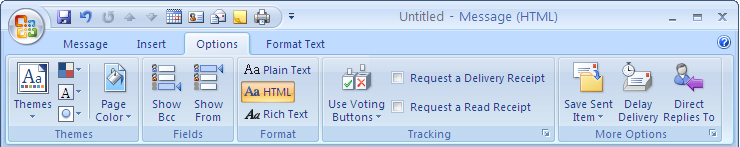 Untitled - Message (HTML)
Message Insert Options Format Text
Aa Themes
A
Page Color
Themes
Show Bcc
Show From
Fields
Aa Plain Text
Aa HTML
Aa Rich Text
Format
Use Voting Buttons
Request a Delivery Receipt
Request a Read Receipt
Tracking
Save Sent Item
Delay Delivery
Direct Replies To
More Options